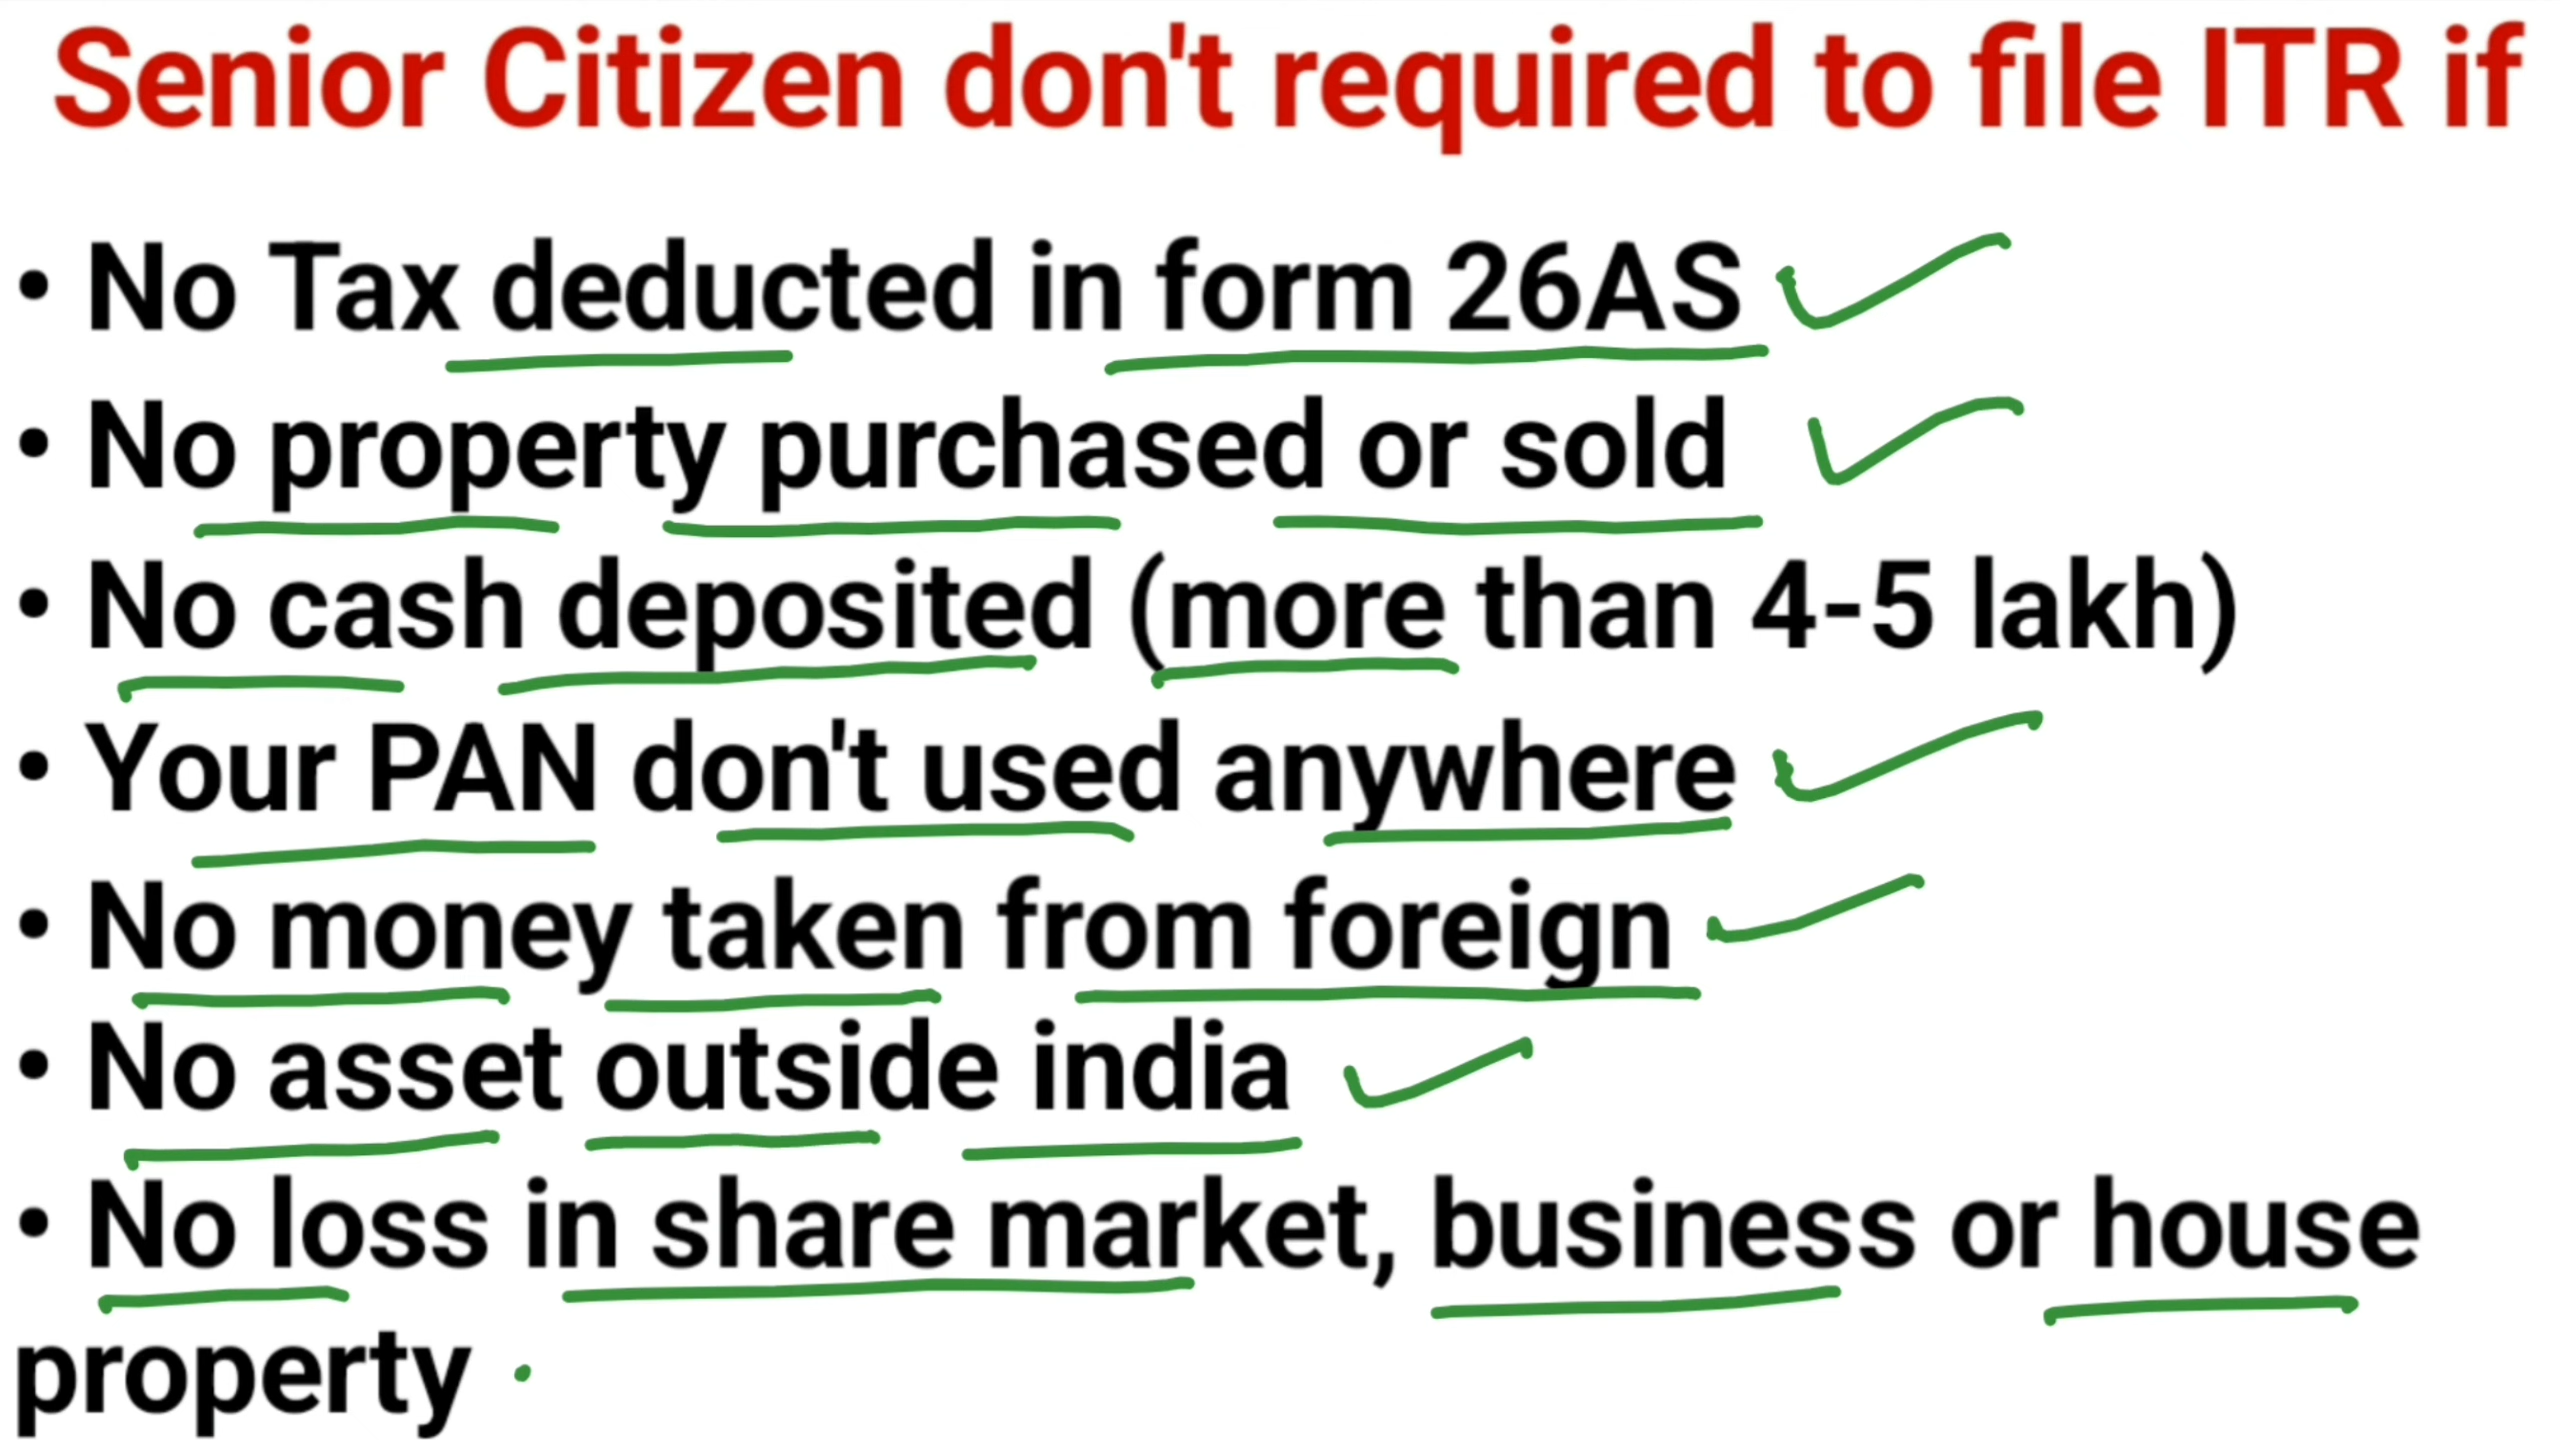 Senior Citizen don't required to file ITR if
• No Tax deducted in form 26AS
• No property purchased or sold
• No cash deposited (more than 4-5 lakh)
• Your PAN don't used anywhere
• No money taken from foreign
• No asset outside india
• No loss in share market, business or house
property